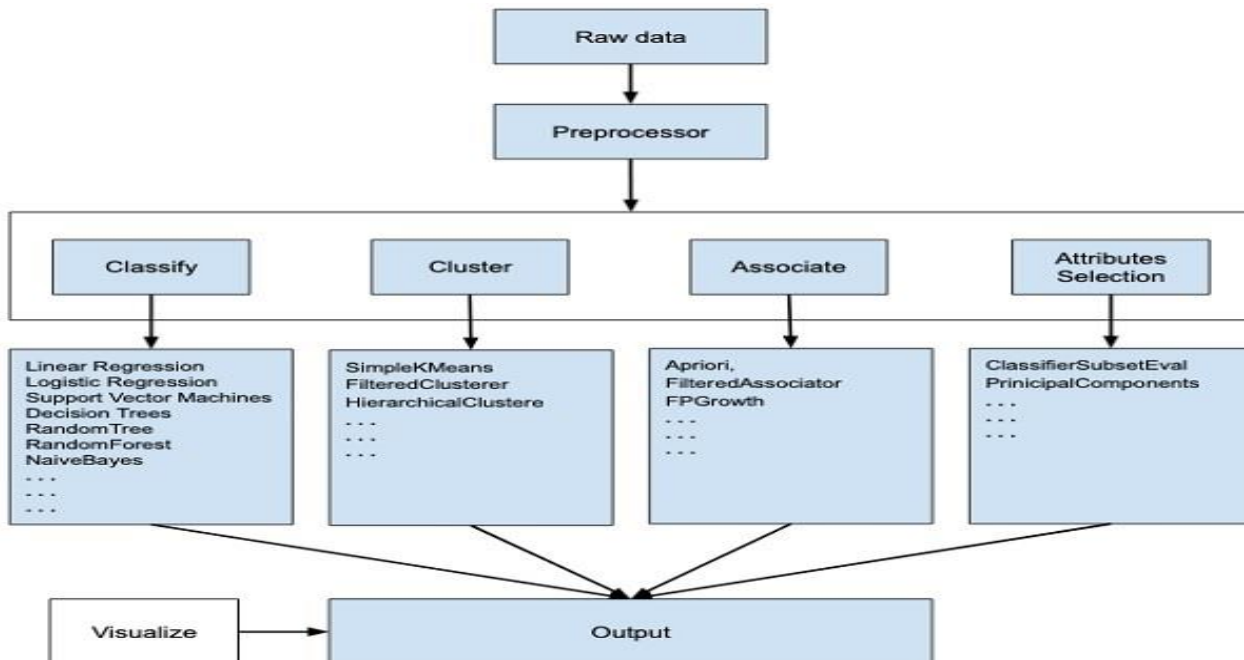 Raw data
Preprocessor
Classify
Cluster
Associate
Attributes
Selection
Linear Regression
Logistic Regression
Support Vector Machines
Decision Trees
RandomTree
RandomForest
NaiveBayes
- - -
- - -
- - -
SimpleKMeans
FilteredClusterer
HierarchicalClustere
- - -
- - -
- - -
Apriori,
FilteredAssociator
FPGrowth
- - -
- - -
- - -
ClassifierSubsetEval
PrinicipalComponents
- - -
- - -
- - -
Visualize
Output